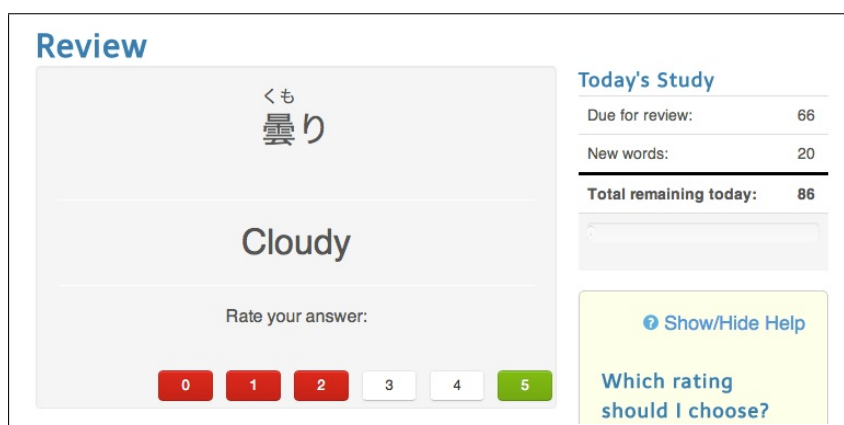 Review
くも
曇り
Cloudy
Rate your answer:
0 1 2 3 4 5
Today's Study
Due for review: 66
New words: 20
Total remaining today: 86
Show/Hide Help
Which rating
should I choose?